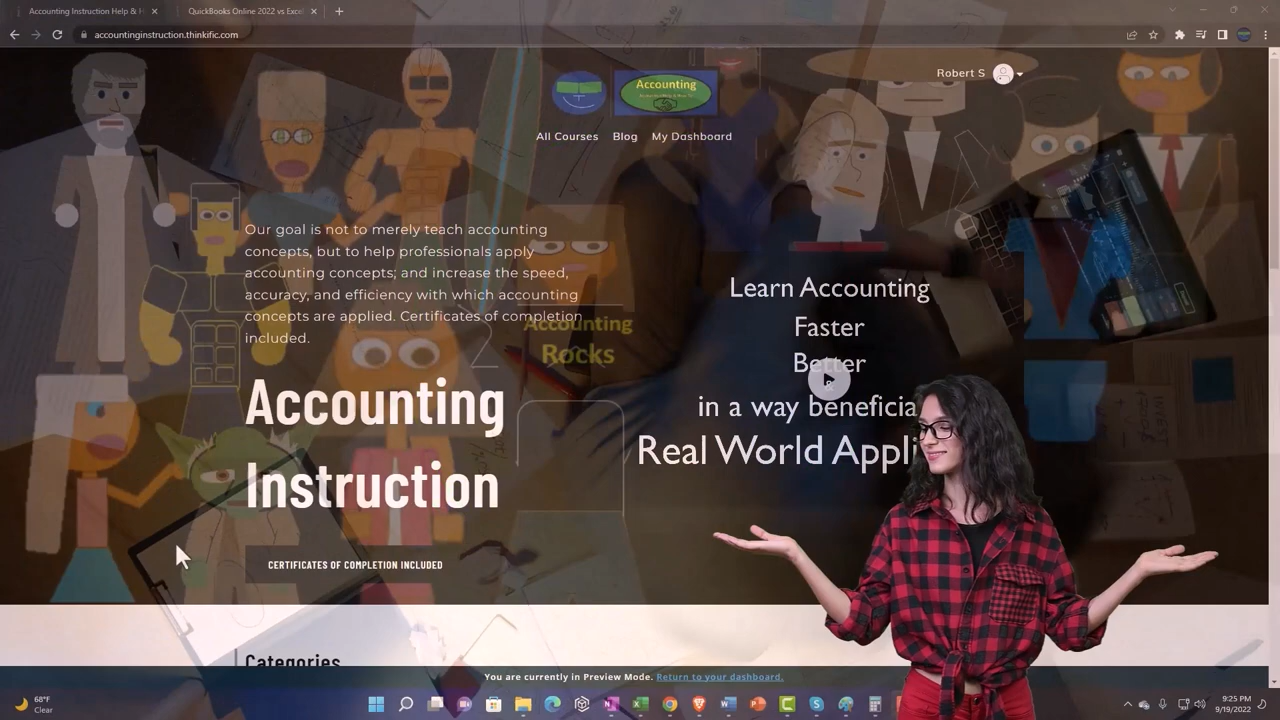 Accounting Instruction Help & H
QuickBooks Online 2022 vs Excel
accountinginstruction.thinkific.com
Robert S
Accounting
All Courses Blog My Dashboard
Our goal is not to merely teach accounting
concepts, but to help professionals apply
accounting concepts; and increase the speed,
accuracy, and efficiency with which accounting
concepts are applied. Certificates of completion
included.
Accounting
Rocks
Accounting
Instruction
CERTIFICATES OF COMPLETION INCLUDED
Learn Accounting
Faster
Better
&
in a way beneficia
Real World Appli
Categories
You are currently in Preview Mode. Return to your dashboard.
68°F
Clear
9:25 PM
9/19/2022